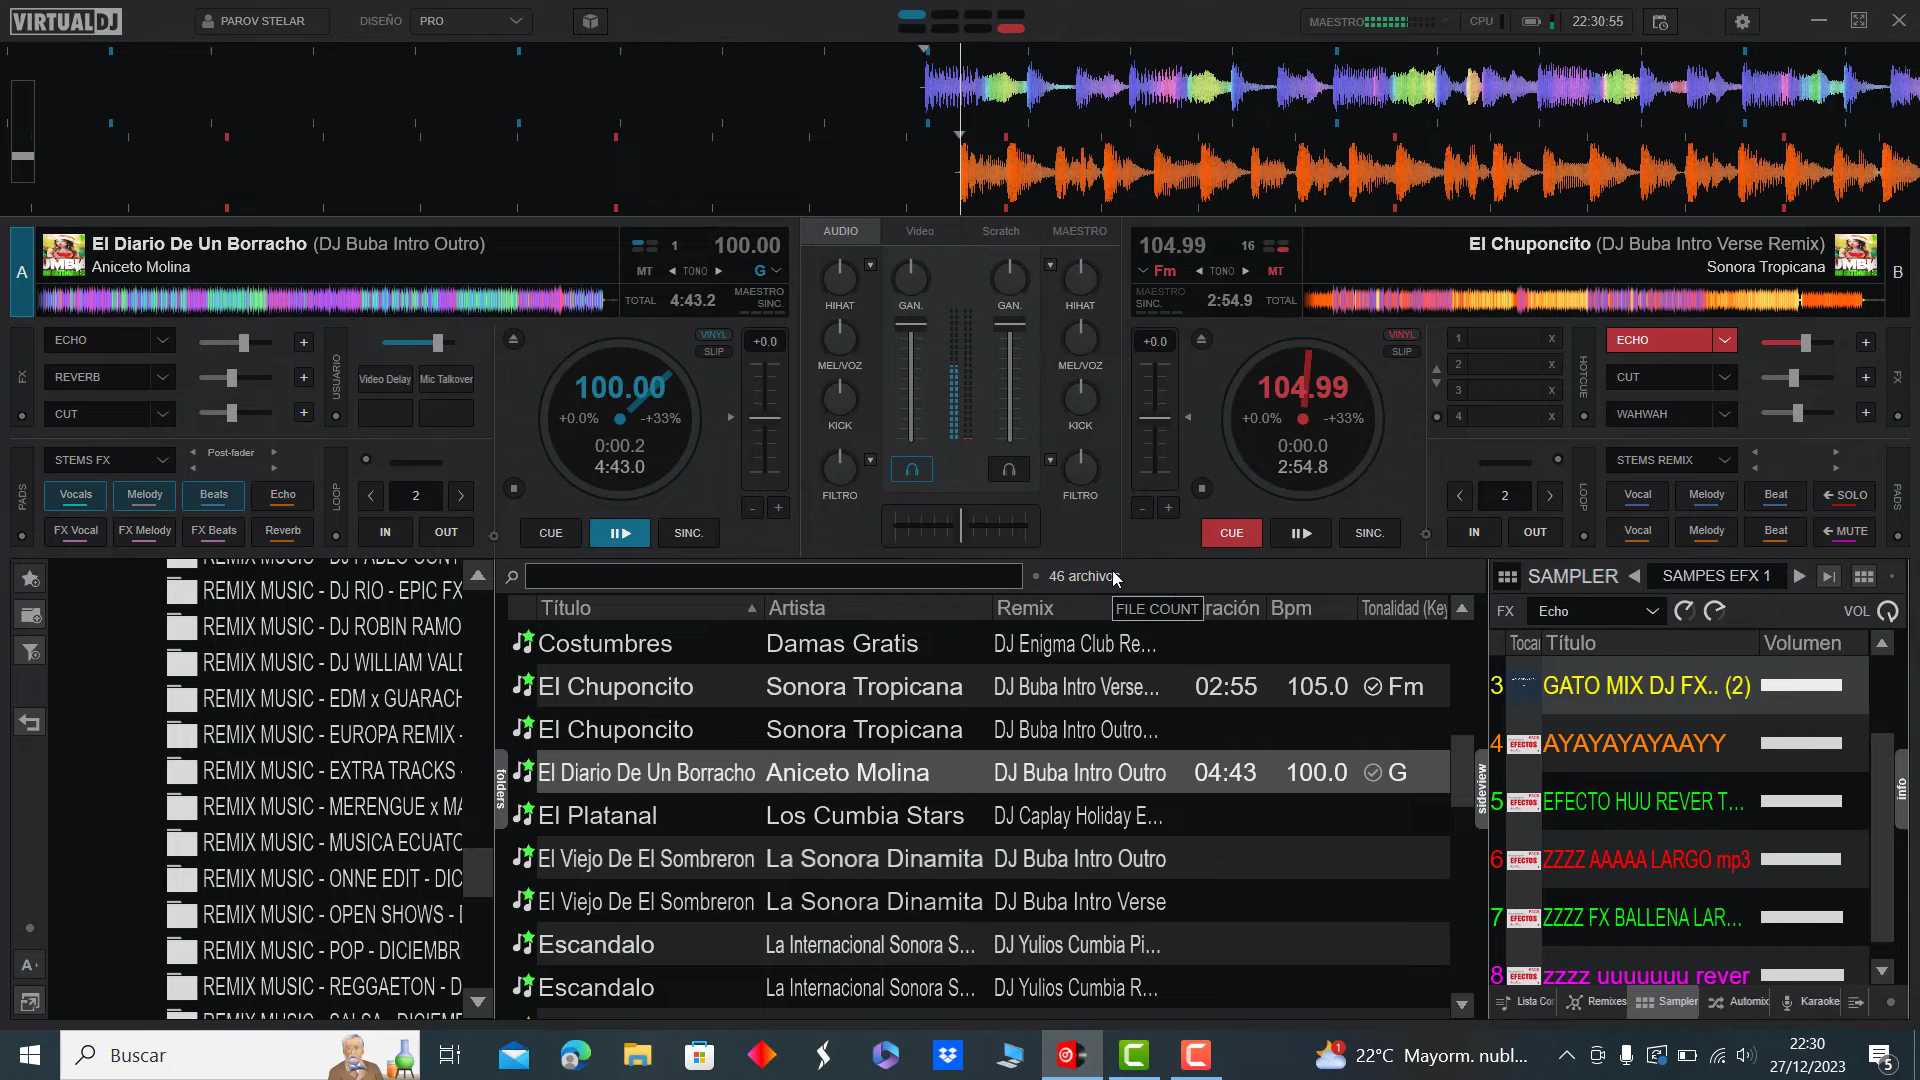 VIRTUALDJ
PAROV STELAR
DISEÑO
PRO
MAESTRO
CPU
22:30:55
A
El Diario De Un Borracho (DJ Buba Intro Outro)
Aniceto Molina
1
100.00
MT
TONO
G
TOTAL
4:43.2
MAESTRO
SINC.
AUDIO
Video
Scratch
MAESTRO
104.99
16
Fm
TONO
MT
MAESTRO
SINC.
2:54.9
TOTAL
El Chuponcito (DJ Buba Intro Verse Remix)
Sonora Tropicana
B
FX
ECHO
REVERB
CUT
USUARIO
Video Delay
Mic Talkover
VINYL
SLIP
+0.0
100.00
+0.0%
-+33%
0:00.2
4:43.0
HIHAT
GAN.
GAN.
HIHAT
MEL/VOZ
MEL/VOZ
KICK
KICK
FILTRO
FILTRO
+0.0
VINYL
SLIP
104.99
+0.0%
-+33%
0:00.0
2:54.8
1
x
2
x
3
x
4
x
HOTCUE
ECHO
CUT
WAHWAH
FX
PADS
STEMS FX
Post-fader
Vocals
Melody
Beats
Echo
FX Vocal
FX Melody
FX Beats
Reverb
LOOP
2
IN
OUT
CUE
SINC.
CUE
SINC.
2
IN
OUT
LOOP
STEMS REMIX
Vocal
Melody
Beat
SOLO
Vocal
Melody
Beat
MUTE
PADS
REMIX MUSIC - DJ RIO - EPIC FX
REMIX MUSIC - DJ ROBIN RAMO
REMIX MUSIC - DJ WILLIAM VALD
REMIX MUSIC - EDM x GUARACH
REMIX MUSIC - EUROPA REMIX -
REMIX MUSIC - EXTRA TRACKS -
REMIX MUSIC - MERENGUE x MA
REMIX MUSIC - MUSICA ECUATO
REMIX MUSIC - ONNE EDIT - DIC
REMIX MUSIC - OPEN SHOWS - D
REMIX MUSIC - POP - DICIEMBR
REMIX MUSIC - REGGAETON - D
A+
folders
46 archivo
FILE COUNT
Título
Artista
Remix
ración
Bpm
Tonalidad (Key
Costumbres
Damas Gratis
DJ Enigma Club Re...
El Chuponcito
Sonora Tropicana
DJ Buba Intro Verse...
02:55
105.0
Fm
El Chuponcito
Sonora Tropicana
DJ Buba Intro Outro...
El Diario De Un Borracho
Aniceto Molina
DJ Buba Intro Outro
04:43
100.0
G
El Platanal
Los Cumbia Stars
DJ Caplay Holiday E...
El Viejo De El Sombreron
La Sonora Dinamita
DJ Buba Intro Outro
El Viejo De El Sombreron
La Sonora Dinamita
DJ Buba Intro Verse
Escandalo
La Internacional Sonora S...
DJ Yulios Cumbia Pi...
Escandalo
La Internacional Sonora S...
DJ Yulios Cumbia R...
sideview
SAMPLER
SAMPES EFX 1
FX
Echo
VOL
Tocar
Título
Volumen
3
GATO MIX DJ FX.. (2)
4
AYAYAYAYAAYY
5
EFECTO HUU REVER T...
6
ZZZZ AAAAA LARGO mp3
7
ZZZZ FX BALLENA LAR...
8
zzzz uuuuuuu rever
info
Lista Cor
Remixes
Sampler
Automix
Karaoke
Buscar
22°C Mayorm. nubl...
22:30
27/12/2023
5